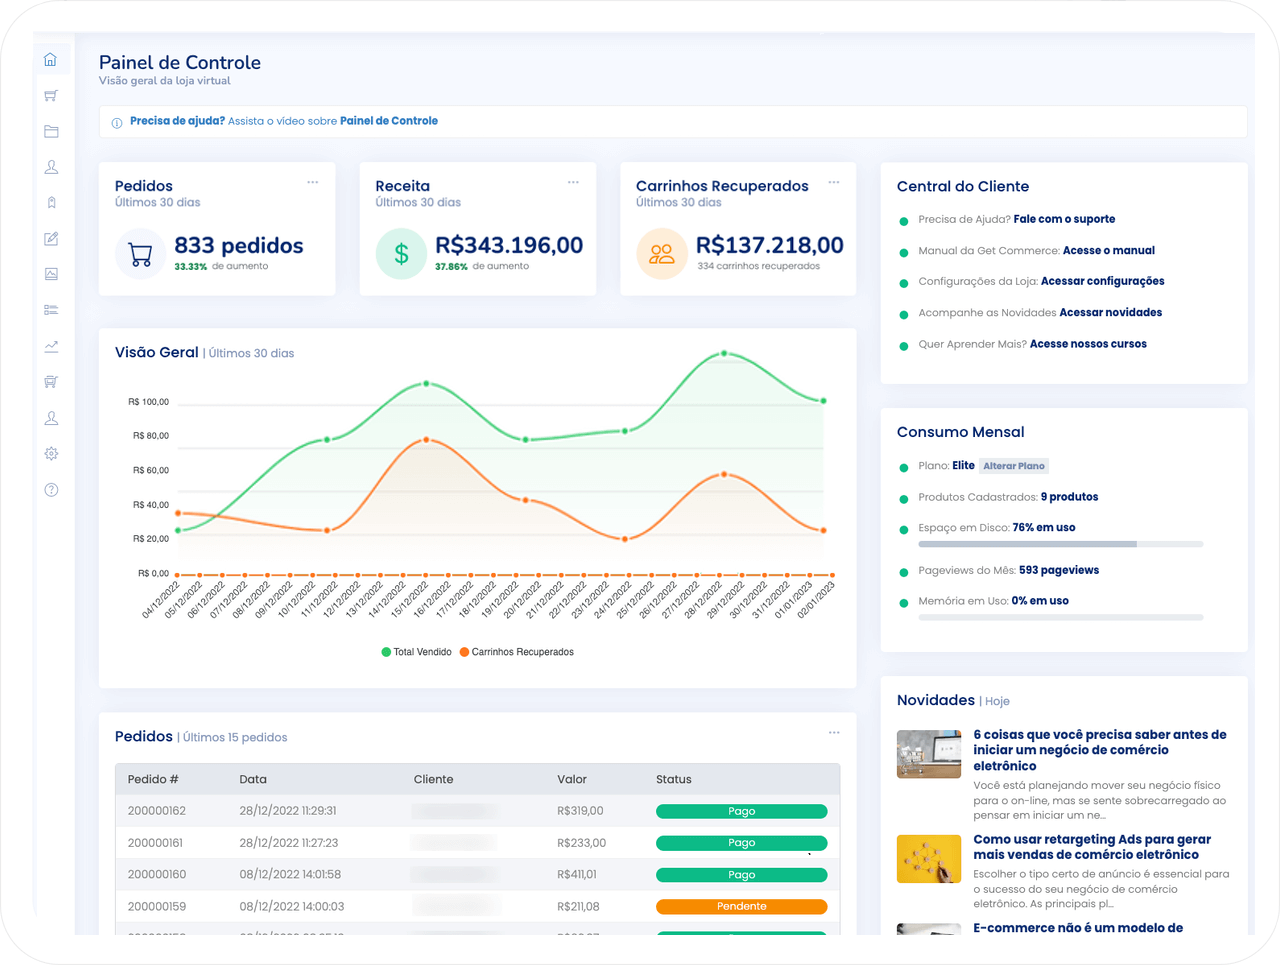 Painel de Controle
Visão geral da loja virtual
Precisa de ajuda? Assista o vídeo sobre Painel de Controle
Pedidos
Últimos 30 dias
833 pedidos
33.33% de aumento
Receita
Últimos 30 dias
R$343.196,00
37.86% de aumento
Carrinhos Recuperados
Últimos 30 dias
R$137.218,00
334 carrinhos recuperados
Visão Geral | Últimos 30 dias
R$ 100,00
R$ 80,00
R$ 60,00
R$ 40,00
R$ 20,00
R$ 0,00
04/12/2022
05/12/2022
06/12/2022
07/12/2022
08/12/2022
09/12/2022
10/12/2022
11/12/2022
12/12/2022
13/12/2022
14/12/2022
15/12/2022
16/12/2022
17/12/2022
18/12/2022
19/12/2022
20/12/2022
21/12/2022
22/12/2022
23/12/2022
24/12/2022
25/12/2022
26/12/2022
27/12/2022
28/12/2022
29/12/2022
30/12/2022
31/12/2022
01/01/2023
02/01/2023
Total Vendido Carrinhos Recuperados
Pedidos | Últimos 15 pedidos
Pedido # Data Cliente Valor Status
200000162 28/12/2022 11:29:31 R$319,00 Pago
200000161 28/12/2022 11:27:23 R$233,00 Pago
200000160 08/12/2022 14:01:58 R$411,01 Pago
200000159 08/12/2022 14:00:03 R$211,08 Pendente
Central do Cliente
Precisa de Ajuda? Fale com o suporte
Manual da Get Commerce: Acesse o manual
Configurações da Loja: Acessar configurações
Acompanhe as Novidades Acessar novidades
Quer Aprender Mais? Acesse nossos cursos
Consumo Mensal
Plano: Elite Alterar Plano
Produtos Cadastrados: 9 produtos
Espaço em Disco: 76% em uso
Pageviews do Mês: 593 pageviews
Memória em Uso: 0% em uso
Novidades | Hoje
6 coisas que você precisa saber antes de
iniciar um negócio de comércio
eletrônico
Você está planejando mover seu negócio físico
para o on-line, mas se sente sobrecarregado ao
pensar em iniciar um ne...
Como usar retargeting Ads para gerar
mais vendas de comércio eletrônico
Escolher o tipo certo de anúncio é essencial para
o sucesso do seu negócio de comércio
eletrônico. As principais pl...
E-commerce não é um modelo de